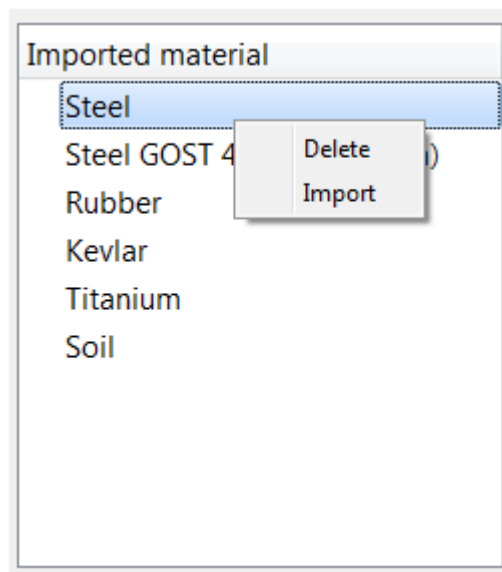 Imported material
Steel
Steel GOST 4
Delete
Import
Rubber
Kevlar
Titanium
Soil